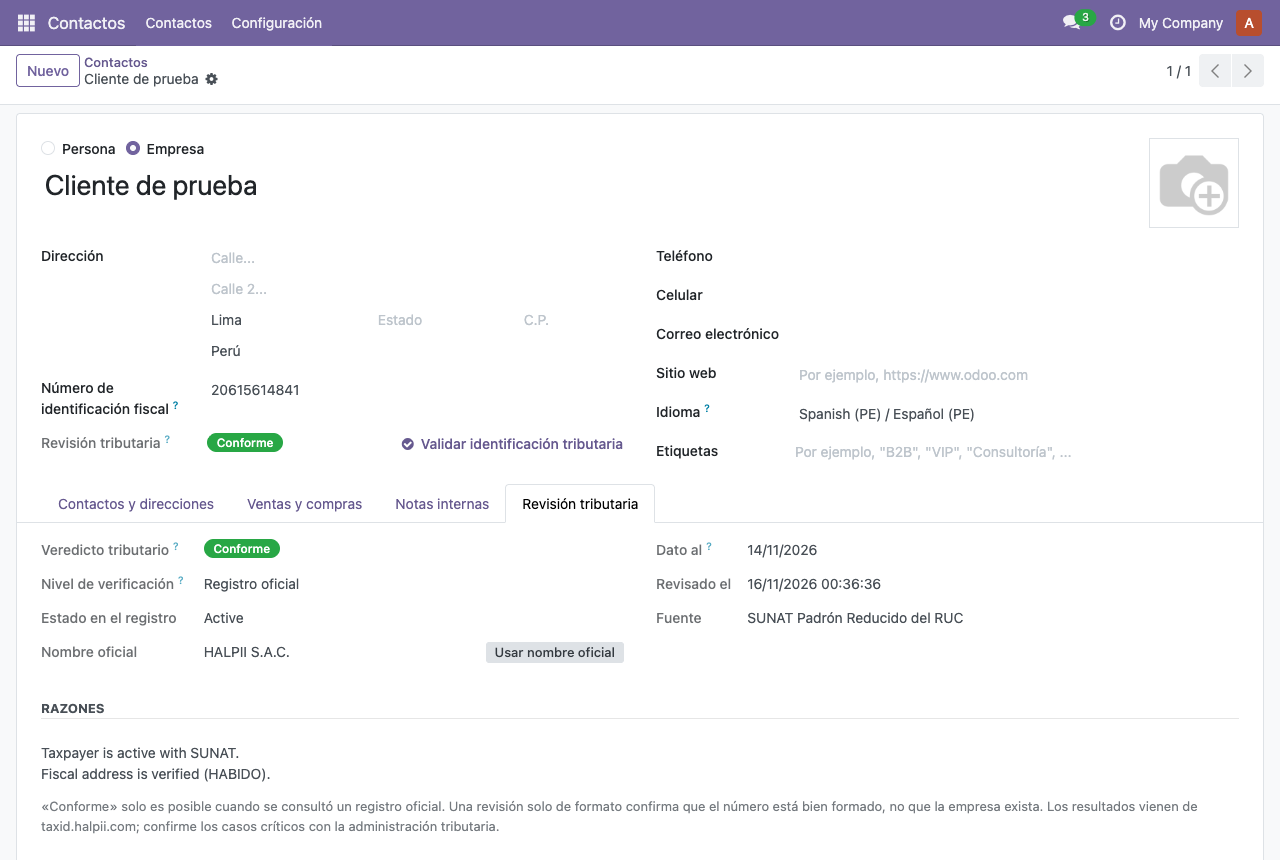 Contactos Contactos Configuración 3 My Company A
Nuevo Contactos
Cliente de prueba
1 / 1
Persona Empresa
Cliente de prueba
Dirección
Calle...
Calle 2...
Lima Estado C.P.
Perú
Número de identificación fiscal ? 20615614841
Revisión tributaria ? Conforme Validar identificación tributaria
Teléfono
Celular
Correo electrónico
Sitio web Por ejemplo, https://www.odoo.com
Idioma ? Spanish (PE) / Español (PE)
Etiquetas Por ejemplo, "B2B", "VIP", "Consultoría", ...
Contactos y direcciones Ventas y compras Notas internas Revisión tributaria
Veredicto tributario ? Conforme
Nivel de verificación ? Registro oficial
Estado en el registro Active
Nombre oficial HALPII S.A.C. Usar nombre oficial
Dato al ? 14/11/2026
Revisado el 16/11/2026 00:36:36
Fuente SUNAT Padrón Reducido del RUC
RAZONES
Taxpayer is active with SUNAT.
Fiscal address is verified (HABIDO).
«Conforme» solo es posible cuando se consultó un registro oficial. Una revisión solo de formato confirma que el número está bien formado, no que la empresa exista. Los resultados vienen de
taxid.halpii.com; confirme los casos críticos con la administración tributaria.